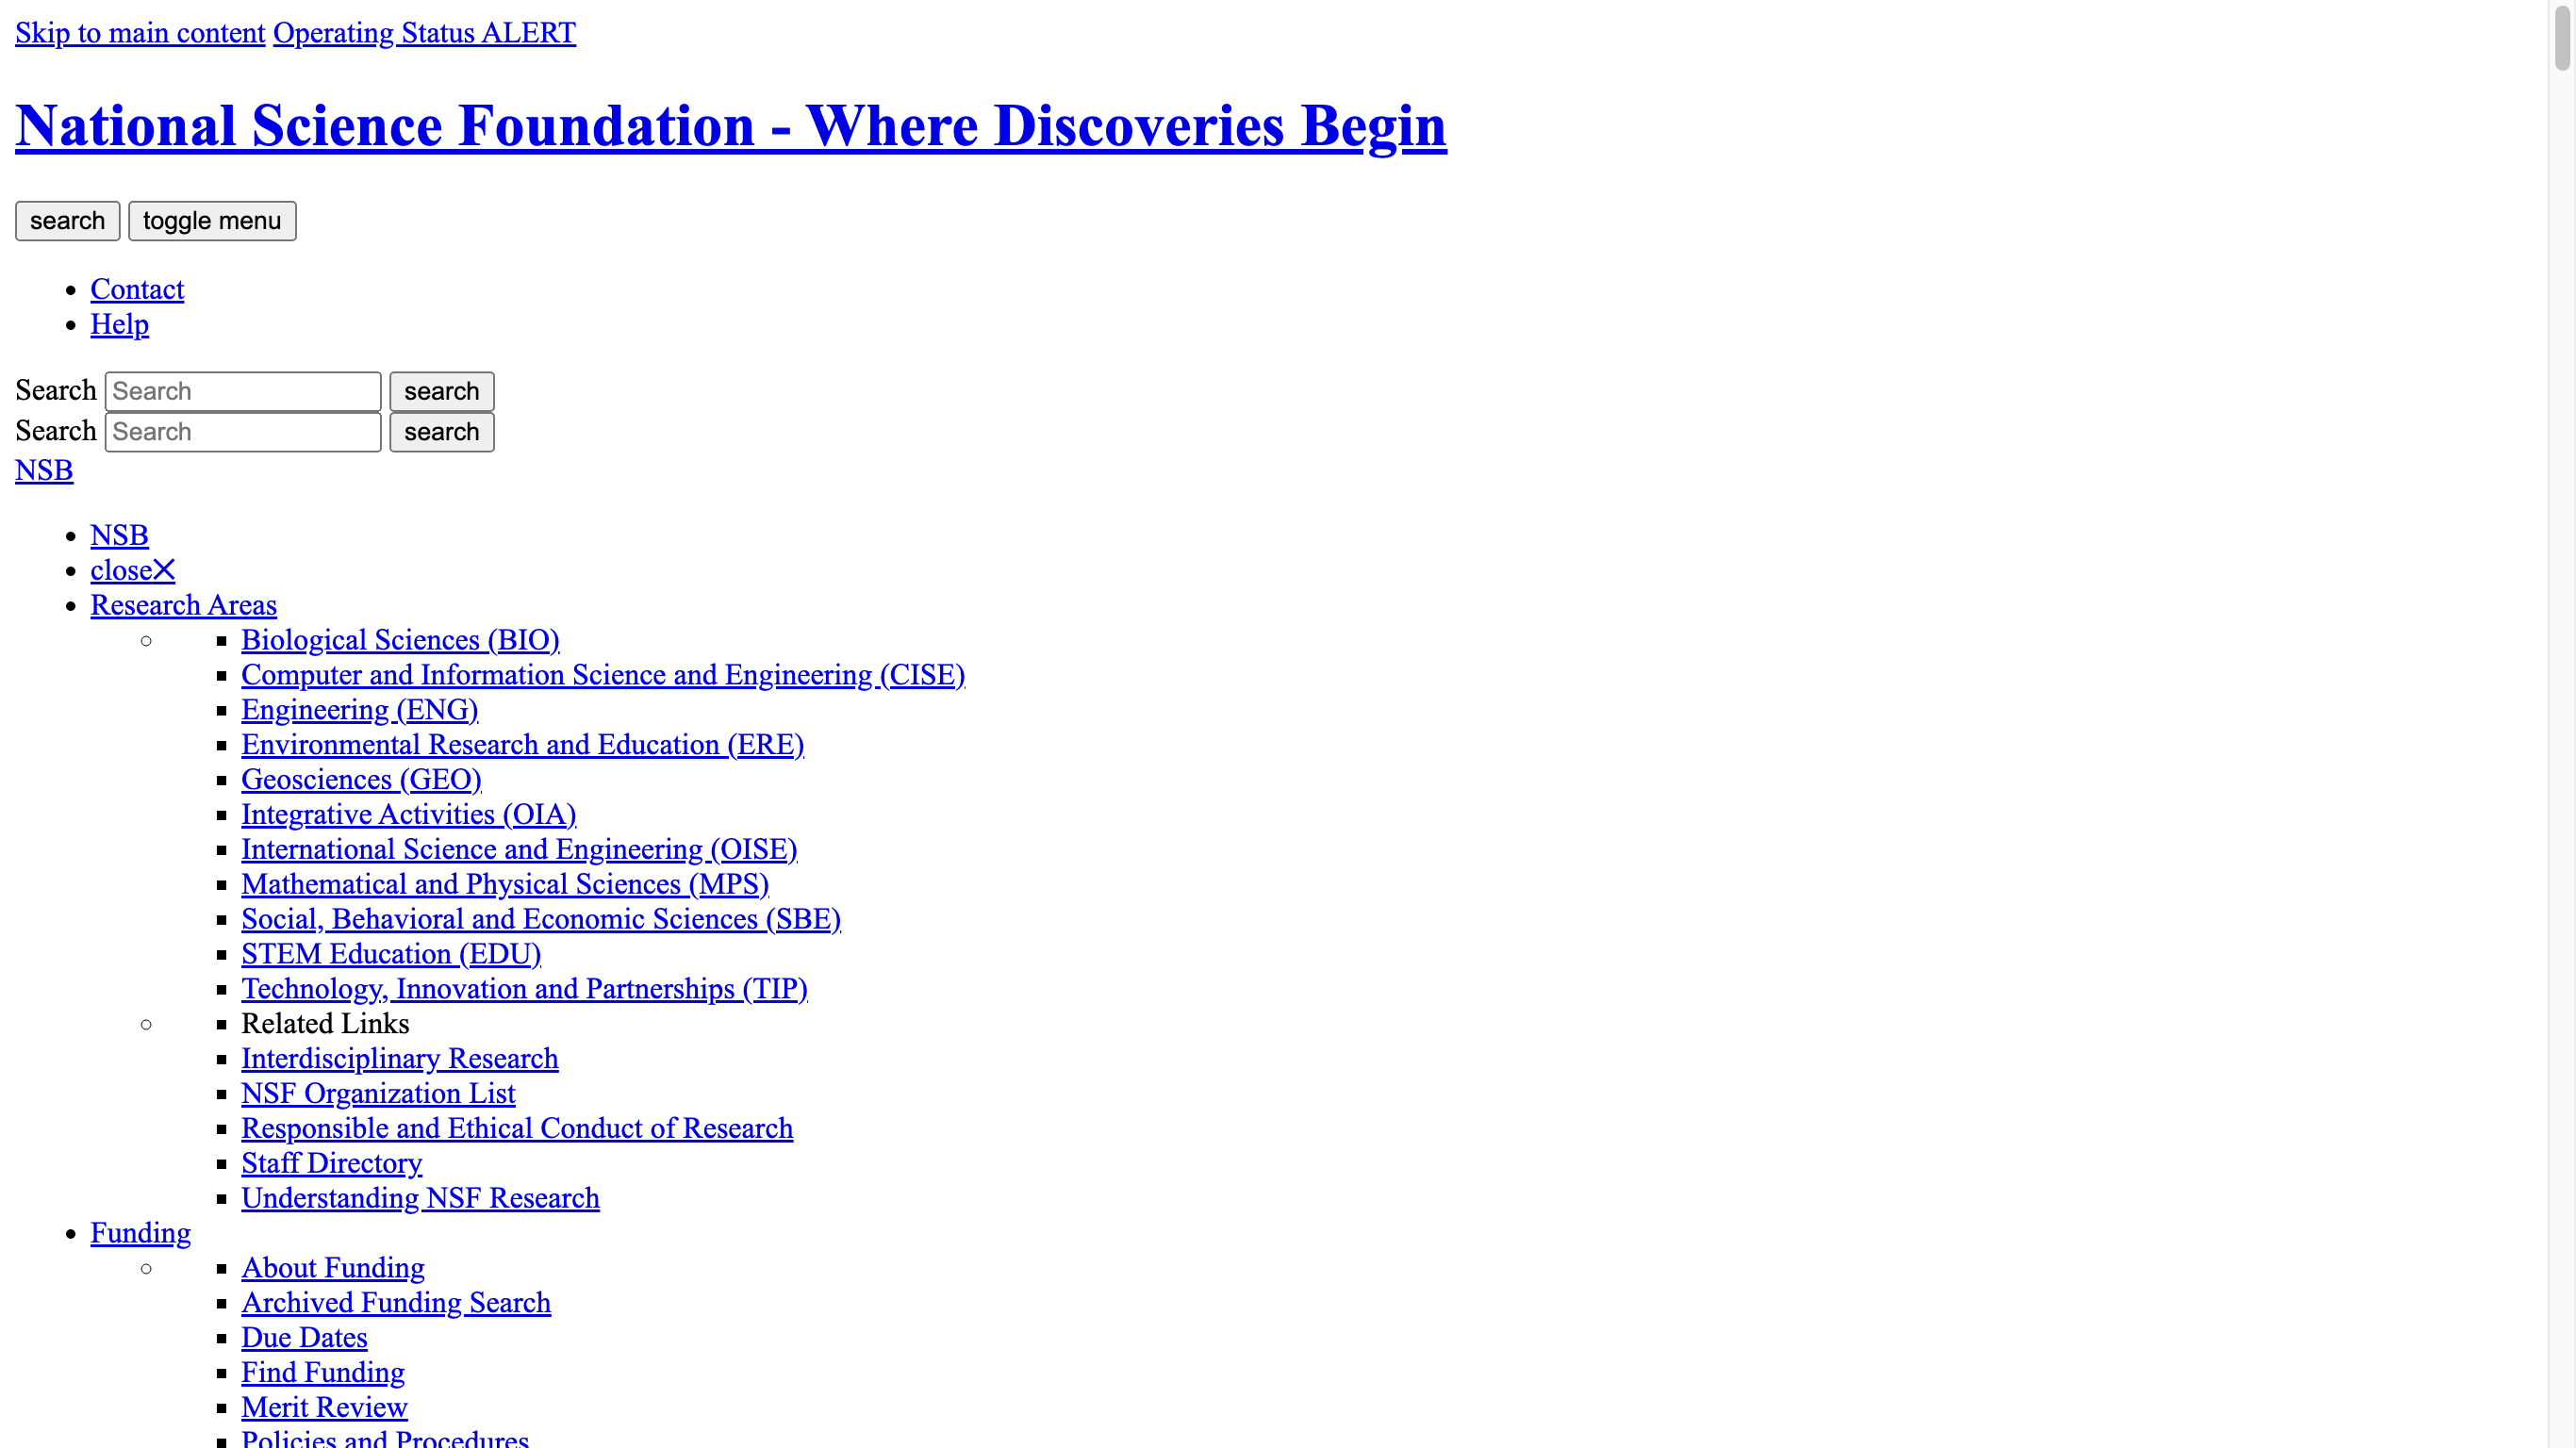 Skip to main content Operating Status ALERT
National Science Foundation - Where Discoveries Begin
search toggle menu
Contact
Help
Search Search search
Search Search search
NSB
NSB
close✕
Research Areas
Biological Sciences (BIO)
Computer and Information Science and Engineering (CISE)
Engineering (ENG)
Environmental Research and Education (ERE)
Geosciences (GEO)
Integrative Activities (OIA)
International Science and Engineering (OISE)
Mathematical and Physical Sciences (MPS)
Social, Behavioral and Economic Sciences (SBE)
STEM Education (EDU)
Technology, Innovation and Partnerships (TIP)
Related Links
Interdisciplinary Research
NSF Organization List
Responsible and Ethical Conduct of Research
Staff Directory
Understanding NSF Research
Funding
About Funding
Archived Funding Search
Due Dates
Find Funding
Merit Review
Policies and Procedures